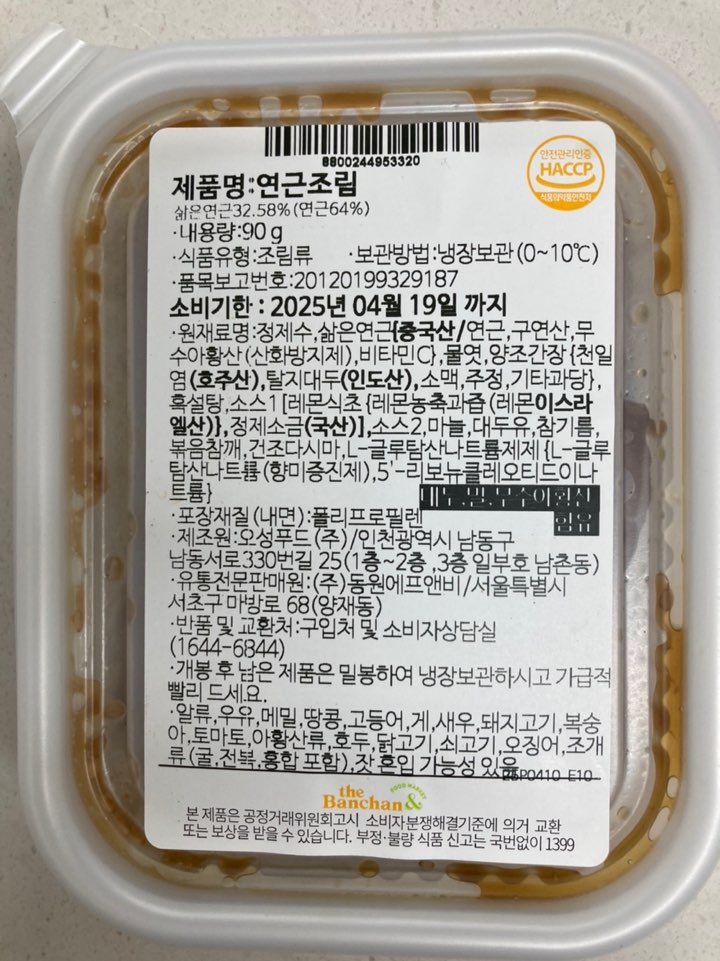 8800244953320
안전관리인증
HACCP
식품의약품안전처
제품명:연근조림
삶은연근32.58%(연근64%)
·내용량:90 g
·식품유형:조림류 ·보관방법:냉장보관(0~10℃)
·품목보고번호:20120199329187
소비기한 : 2025년 04월 19일 까지
·원재료명:정제수,삶은연근{중국산/연근,구연산,무
수아황산(산화방지제),비타민C},물엿,양조간장{천일
염(호주산),탈지대두(인도산),소맥,주정,기타과당},
흑설탕,소스1[레몬식초{레몬농축과즙(레몬이스라
엘산)},정제소금(국산)],소스2,마늘,대두유,참기름,
볶음참깨,건조다시마,L-글루탐산나트륨제제{L-글루
탐산나트륨(향미증진제),5'-리보뉴클레오티드이나
트륨}
대두,밀,무수아황산
함유
·포장재질(내면):폴리프로필렌
·제조원:오성푸드(주)/인천광역시 남동구
남동서로330번길 25(1층~2층,3층 일부호 남촌동)
·유통전문판매원:(주)동원에프앤비/서울특별시
서초구 마방로 68(양재동)
·반품 및 교환처:구입처 및 소비자상담실
(1644-6844)
·개봉 후 남은 제품은 밀봉하여 냉장보관하시고 가급적
빨리 드세요.
·알류,우유,메밀,땅콩,고등어,게,새우,돼지고기,복숭
아,토마토,아황산류,호두,닭고기,쇠고기,오징어,조개
류(굴,전복,홍합 포함),잣 혼입 가능성 있음
25P0410 E10
the
Banchan&
FOOD MARKET
본 제품은 공정거래위원회고시 소비자분쟁해결기준에 의거 교환
또는 보상을 받을 수 있습니다. 부정·불량 식품 신고는 국번없이 1399